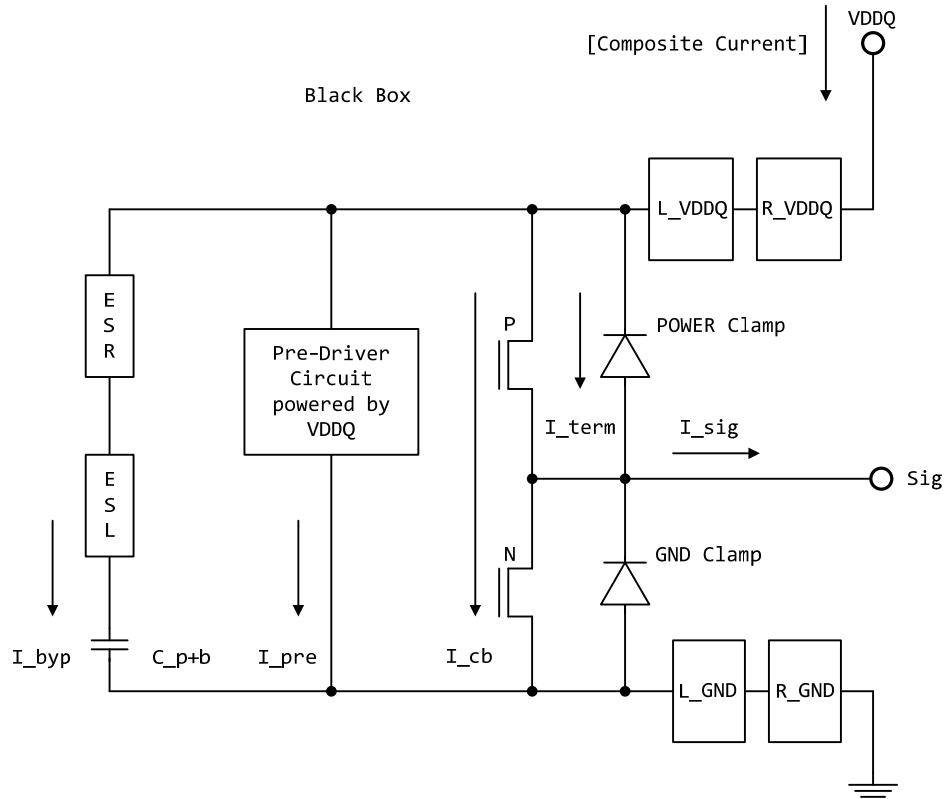 VDDQ
[Composite Current]
Black Box
L_VDDQ
R_VDDQ
E
S
R
P
POWER Clamp
Pre-Driver
Circuit
powered by
VDDQ
I_term
I_sig
E
S
L
Sig
N
GND Clamp
I_byp
C_p+b
I_pre
I_cb
L_GND
R_GND